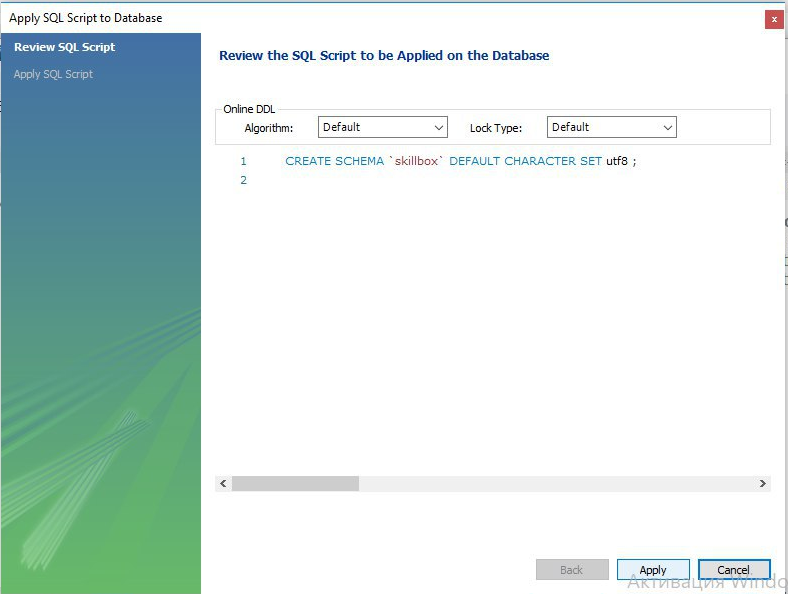 Apply SQL Script to Database
x
Review SQL Script
Apply SQL Script
Review the SQL Script to be Applied on the Database
Online DDL
Algorithm: Default Lock Type: Default
1 CREATE SCHEMA `skillbox` DEFAULT CHARACTER SET utf8 ;
2
Back Apply Cancel
Активация Windo